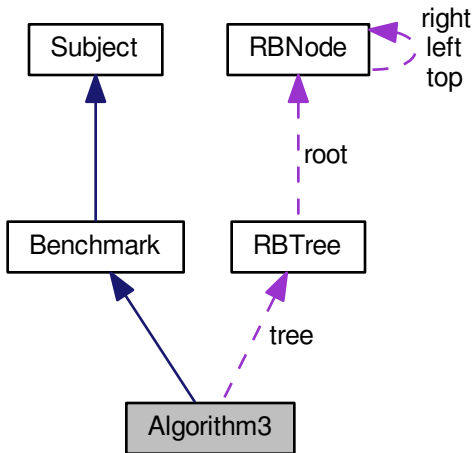 Subject
RBNode
right
left
top
root
Benchmark
RBTree
tree
Algorithm3